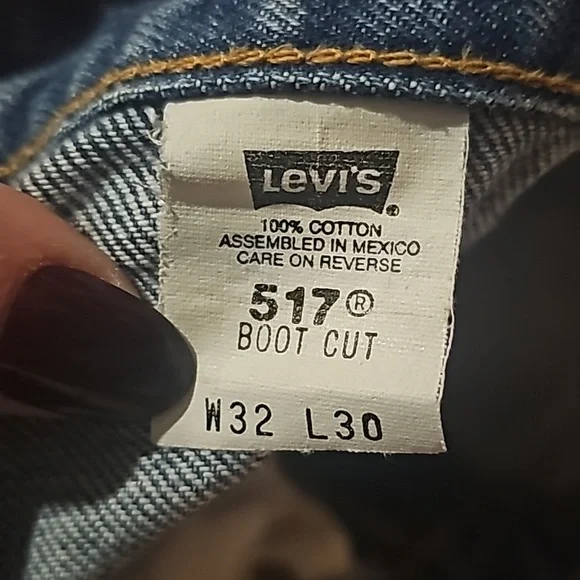 LEVI'S
100% COTTON
ASSEMBLED IN MEXICO
CARE ON REVERSE
517®
BOOT CUT
W32 L30